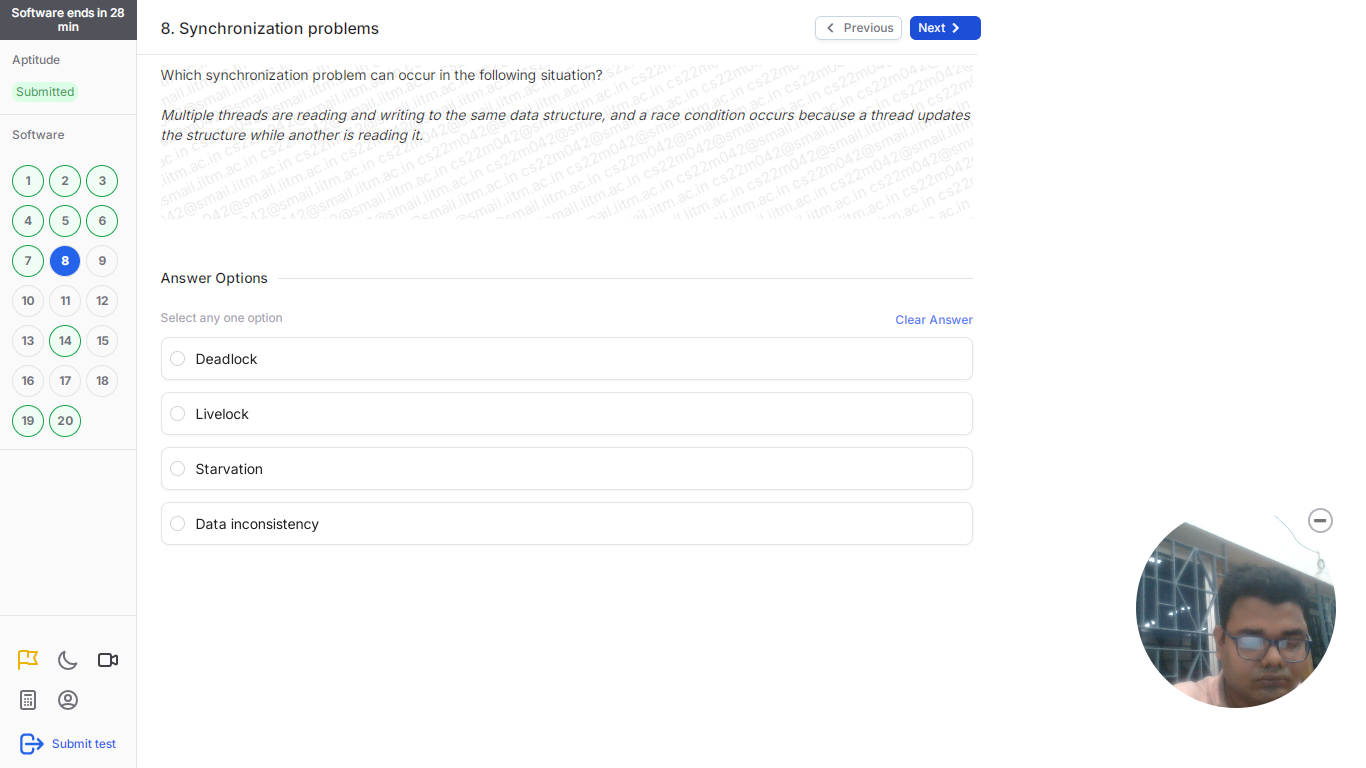 Software ends in 28
min
Aptitude
Submitted
Software
1 2 3
4 5 6
7 8 9
10 11 12
13 14 15
16 17 18
19 20
Submit test
8. Synchronization problems
Previous
Next
Which synchronization problem can occur in the following situation?
Multiple threads are reading and writing to the same data structure, and a race condition occurs because a thread updates
the structure while another is reading it.
cs22m042@smail.iitm.ac.in
Answer Options
Select any one option
Clear Answer
Deadlock
Livelock
Starvation
Data inconsistency